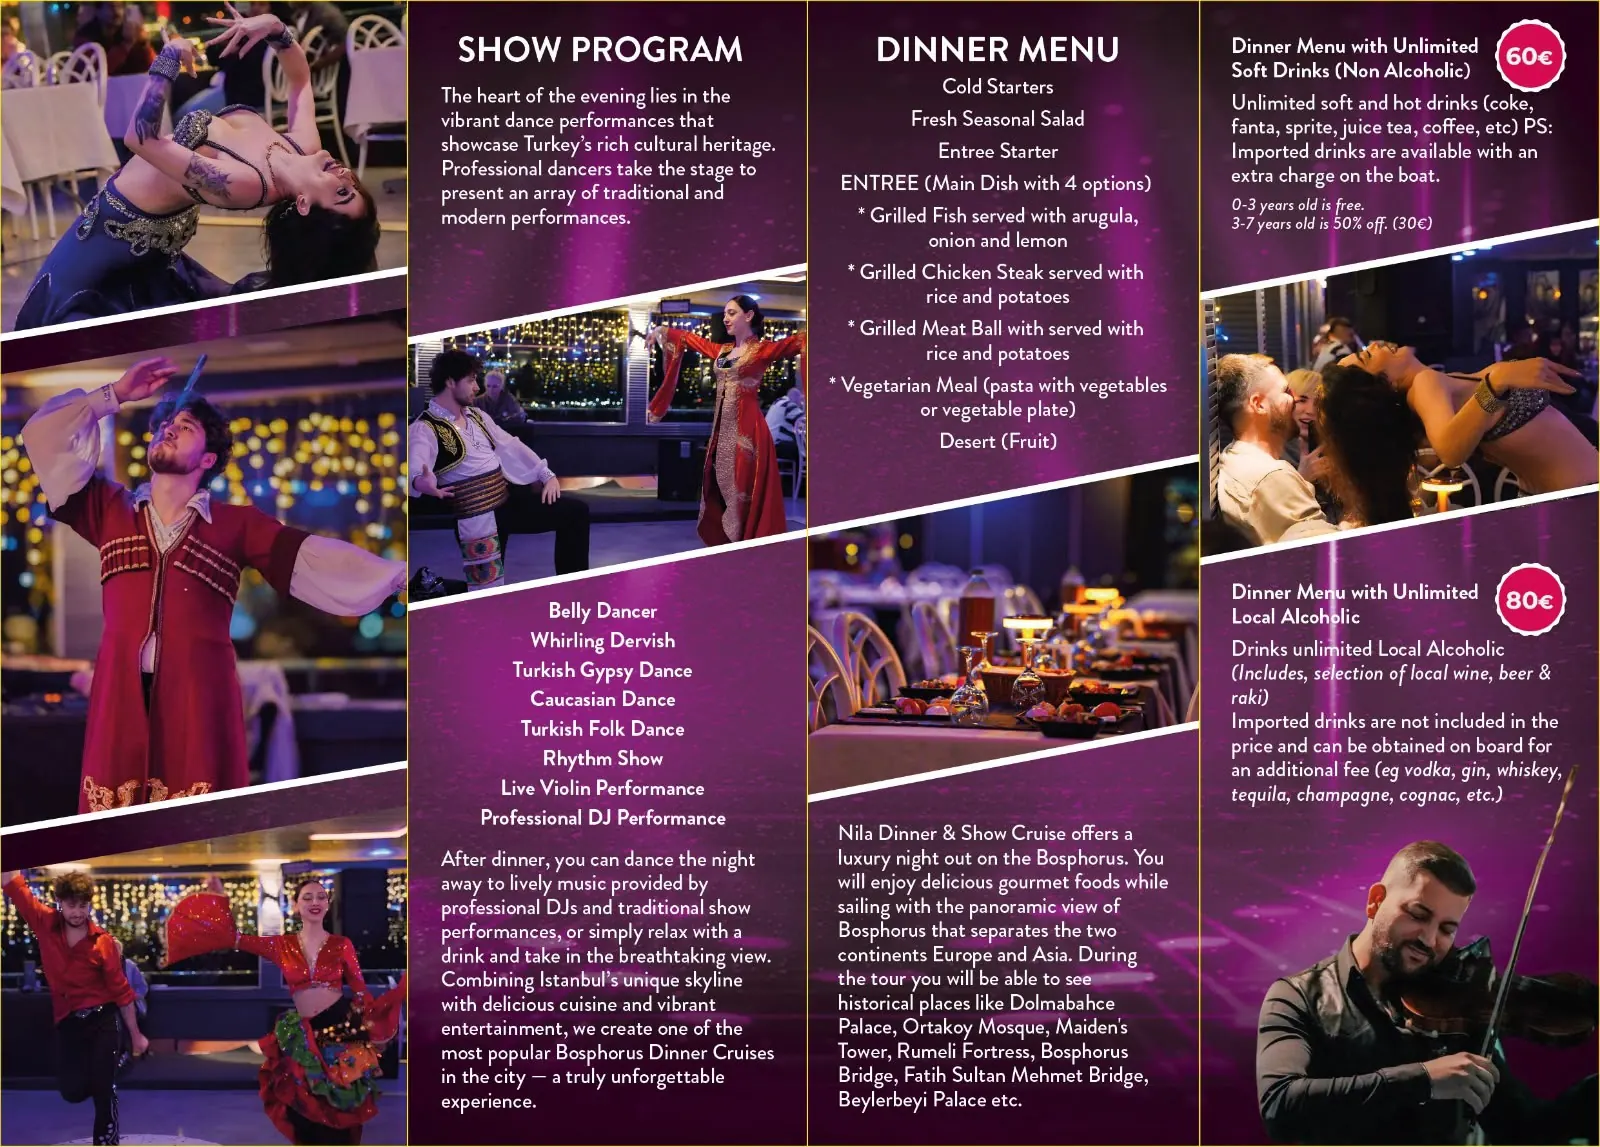 SHOW PROGRAM
The heart of the evening lies in the
vibrant dance performances that
showcase Turkey's rich cultural heritage.
Professional dancers take the stage to
present an array of traditional and
modern performances.
Belly Dancer
Whirling Dervish
Turkish Gypsy Dance
Caucasian Dance
Turkish Folk Dance
Rhythm Show
Live Violin Performance
Professional DJ Performance
After dinner, you can dance the night
away to lively music provided by
professional DJs and traditional show
performances, or simply relax with a
drink and take in the breathtaking view.
Combining Istanbul's unique skyline
with delicious cuisine and vibrant
entertainment, we create one of the
most popular Bosphorus Dinner Cruises
in the city — a truly unforgettable
experience.
DINNER MENU
Cold Starters
Fresh Seasonal Salad
Entree Starter
ENTREE (Main Dish with 4 options)
* Grilled Fish served with arugula,
onion and lemon
* Grilled Chicken Steak served with
rice and potatoes
* Grilled Meat Ball with served with
rice and potatoes
* Vegetarian Meal (pasta with vegetables
or vegetable plate)
Desert (Fruit)
Nila Dinner & Show Cruise offers a
luxury night out on the Bosphorus. You
will enjoy delicious gourmet foods while
sailing with the panoramic view of
Bosphorus that separates the two
continents Europe and Asia. During
the tour you will be able to see
historical places like Dolmabahce
Palace, Ortakoy Mosque, Maiden's
Tower, Rumeli Fortress, Bosphorus
Bridge, Fatih Sultan Mehmet Bridge,
Beylerbeyi Palace etc.
Dinner Menu with Unlimited
Soft Drinks (Non Alcoholic)
60€
Unlimited soft and hot drinks (coke,
fanta, sprite, juice tea, coffee, etc) PS:
Imported drinks are available with an
extra charge on the boat.
0-3 years old is free.
3-7 years old is 50% off. (30€)
Dinner Menu with Unlimited
Local Alcoholic
80€
Drinks unlimited Local Alcoholic
(Includes, selection of local wine, beer &
raki)
Imported drinks are not included in the
price and can be obtained on board for
an additional fee (eg vodka, gin, whiskey,
tequila, champagne, cognac, etc.)